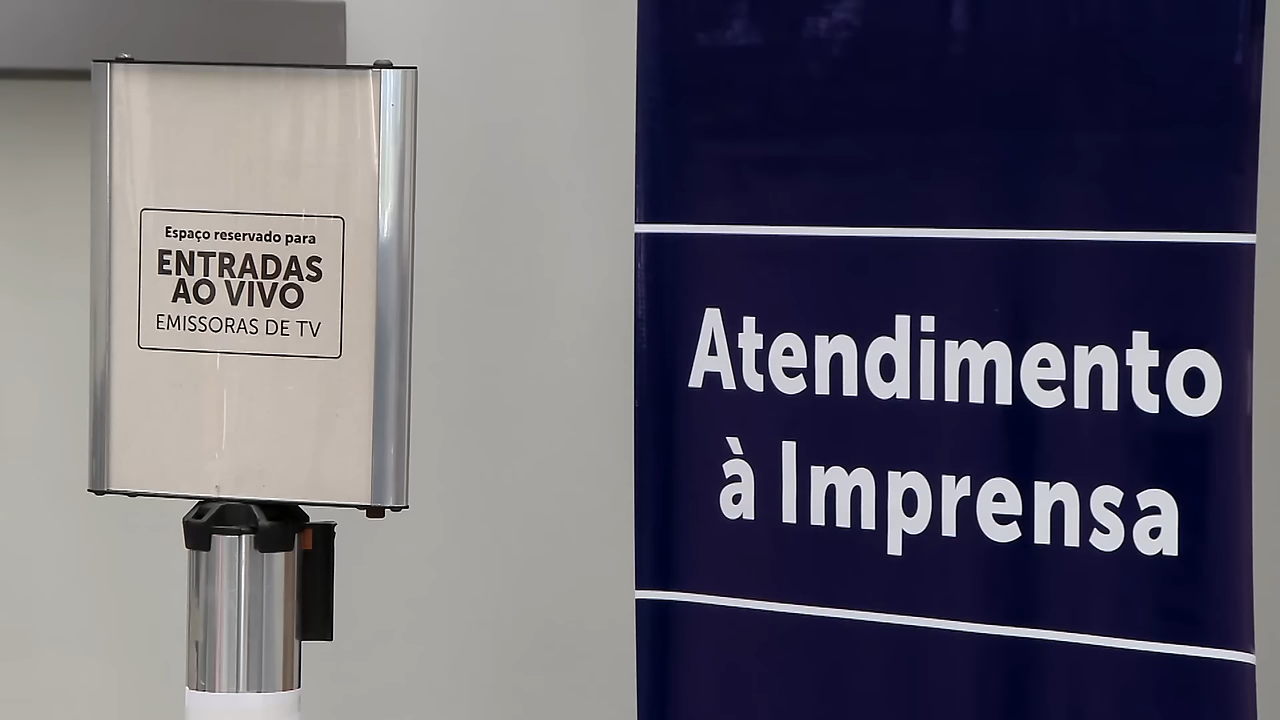 Espaço reservado para
ENTRADAS
AO VIVO
EMISSORAS DE TV
Atendimento
à Imprensa